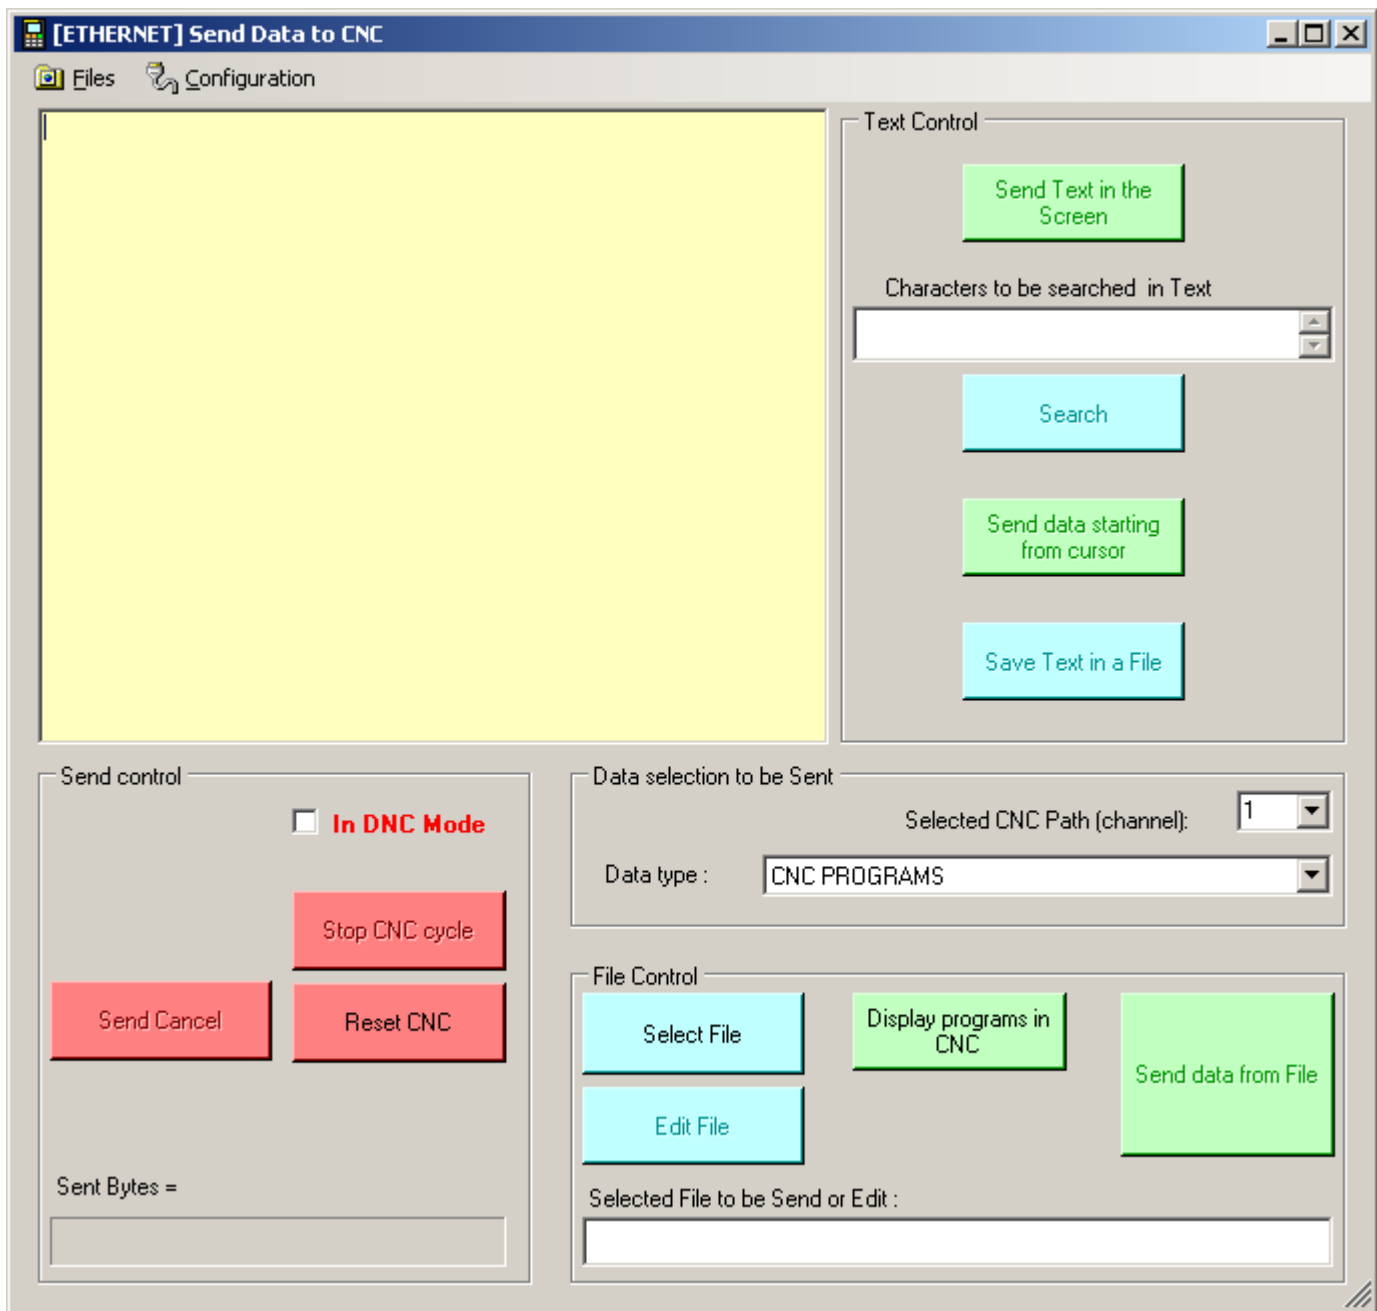 [ETHERNET] Send Data to CNC
Files Configuration
Text Control
Send Text in the
Screen
Characters to be searched in Text
Search
Send data starting
from cursor
Save Text in a File
Send control
In DNC Mode
Stop CNC cycle
Send Cancel
Reset CNC
Sent Bytes =
Data selection to be Sent
Selected CNC Path (channel): 1
Data type : CNC PROGRAMS
File Control
Select File
Display programs in
CNC
Send data from File
Edit File
Selected File to be Send or Edit :